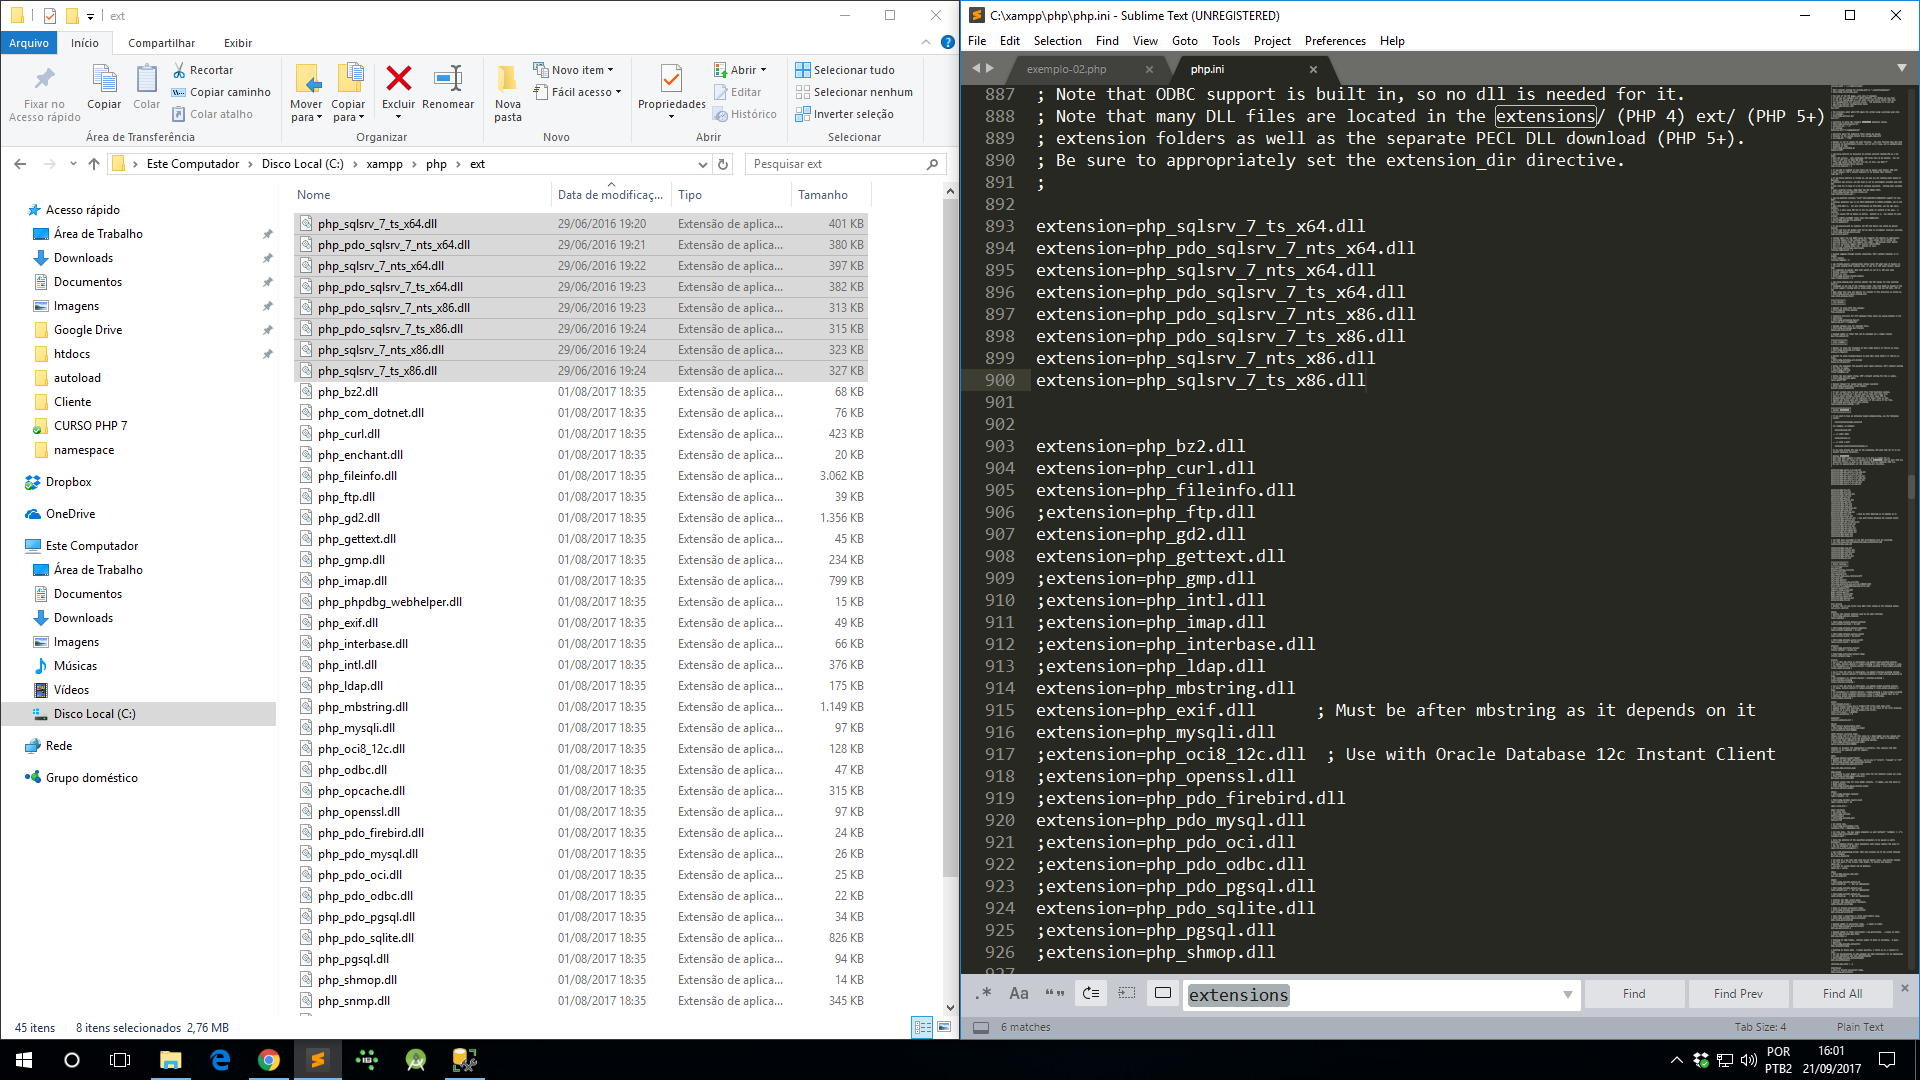 ext
Arquivo
Início
Compartilhar
Exibir
Fixar no
Acesso rápido
Copiar
Colar
Recortar
Copiar caminho
Colar atalho
Área de Transferência
Mover
para
Copiar
para
Excluir
Renomear
Organizar
Nova
pasta
Novo item
Fácil acesso
Novo
Propriedades
Abrir
Editar
Histórico
Abrir
Selecionar tudo
Selecionar nenhum
Inverter seleção
Selecionar
Este Computador
Disco Local (C:)
xampp
php
ext
Pesquisar ext
Acesso rápido
Área de Trabalho
Downloads
Documentos
Imagens
Google Drive
htdocs
autoload
Cliente
CURSO PHP 7
namespace
Dropbox
OneDrive
Este Computador
Área de Trabalho
Documentos
Downloads
Imagens
Músicas
Vídeos
Disco Local (C:)
Rede
Grupo doméstico
Nome Data de modificaç... Tipo Tamanho
php_sqlsrv_7_ts_x64.dll 29/06/2016 19:20 Extensão de aplica... 401 KB
php_pdo_sqlsrv_7_nts_x64.dll 29/06/2016 19:21 Extensão de aplica... 380 KB
php_sqlsrv_7_nts_x64.dll 29/06/2016 19:22 Extensão de aplica... 397 KB
php_pdo_sqlsrv_7_ts_x64.dll 29/06/2016 19:23 Extensão de aplica... 382 KB
php_pdo_sqlsrv_7_nts_x86.dll 29/06/2016 19:23 Extensão de aplica... 313 KB
php_pdo_sqlsrv_7_ts_x86.dll 29/06/2016 19:24 Extensão de aplica... 315 KB
php_sqlsrv_7_nts_x86.dll 29/06/2016 19:24 Extensão de aplica... 323 KB
php_sqlsrv_7_ts_x86.dll 29/06/2016 19:24 Extensão de aplica... 327 KB
php_bz2.dll 01/08/2017 18:35 Extensão de aplica... 68 KB
php_com_dotnet.dll 01/08/2017 18:35 Extensão de aplica... 76 KB
php_curl.dll 01/08/2017 18:35 Extensão de aplica... 423 KB
php_enchant.dll 01/08/2017 18:35 Extensão de aplica... 20 KB
php_fileinfo.dll 01/08/2017 18:35 Extensão de aplica... 3.062 KB
php_ftp.dll 01/08/2017 18:35 Extensão de aplica... 39 KB
php_gd2.dll 01/08/2017 18:35 Extensão de aplica... 1.356 KB
php_gettext.dll 01/08/2017 18:35 Extensão de aplica... 45 KB
php_gmp.dll 01/08/2017 18:35 Extensão de aplica... 234 KB
php_imap.dll 01/08/2017 18:35 Extensão de aplica... 799 KB
php_phpdbg_webhelper.dll 01/08/2017 18:35 Extensão de aplica... 15 KB
php_exif.dll 01/08/2017 18:35 Extensão de aplica... 49 KB
php_interbase.dll 01/08/2017 18:35 Extensão de aplica... 66 KB
php_intl.dll 01/08/2017 18:35 Extensão de aplica... 376 KB
php_ldap.dll 01/08/2017 18:35 Extensão de aplica... 175 KB
php_mbstring.dll 01/08/2017 18:35 Extensão de aplica... 1.149 KB
php_mysqli.dll 01/08/2017 18:35 Extensão de aplica... 97 KB
php_oci8_12c.dll 01/08/2017 18:35 Extensão de aplica... 128 KB
php_odbc.dll 01/08/2017 18:35 Extensão de aplica... 47 KB
php_opcache.dll 01/08/2017 18:35 Extensão de aplica... 315 KB
php_openssl.dll 01/08/2017 18:35 Extensão de aplica... 97 KB
php_pdo_firebird.dll 01/08/2017 18:35 Extensão de aplica... 24 KB
php_pdo_mysql.dll 01/08/2017 18:35 Extensão de aplica... 26 KB
php_pdo_oci.dll 01/08/2017 18:35 Extensão de aplica... 25 KB
php_pdo_odbc.dll 01/08/2017 18:35 Extensão de aplica... 22 KB
php_pdo_pgsql.dll 01/08/2017 18:35 Extensão de aplica... 34 KB
php_pdo_sqlite.dll 01/08/2017 18:35 Extensão de aplica... 826 KB
php_pgsql.dll 01/08/2017 18:35 Extensão de aplica... 94 KB
php_shmop.dll 01/08/2017 18:35 Extensão de aplica... 14 KB
php_snmp.dll 01/08/2017 18:35 Extensão de aplica... 345 KB
45 itens 8 itens selecionados 2,76 MB
C:\xampp\php\php.ini - Sublime Text (UNREGISTERED)
File Edit Selection Find View Goto Tools Project Preferences Help
exemplo-02.php
php.ini
887 ; Note that ODBC support is built in, so no dll is needed for it.
888 ; Note that many DLL files are located in the extensions/ (PHP 4) ext/ (PHP 5+)
889 ; extension folders as well as the separate PECL DLL download (PHP 5+).
890 ; Be sure to appropriately set the extension_dir directive.
891 ;
892
893 extension=php_sqlsrv_7_ts_x64.dll
894 extension=php_pdo_sqlsrv_7_nts_x64.dll
895 extension=php_sqlsrv_7_nts_x64.dll
896 extension=php_pdo_sqlsrv_7_ts_x64.dll
897 extension=php_pdo_sqlsrv_7_nts_x86.dll
898 extension=php_pdo_sqlsrv_7_ts_x86.dll
899 extension=php_sqlsrv_7_nts_x86.dll
900 extension=php_sqlsrv_7_ts_x86.dll
901
902
903 extension=php_bz2.dll
904 extension=php_curl.dll
905 extension=php_fileinfo.dll
906 ;extension=php_ftp.dll
907 extension=php_gd2.dll
908 extension=php_gettext.dll
909 ;extension=php_gmp.dll
910 ;extension=php_intl.dll
911 ;extension=php_imap.dll
912 ;extension=php_interbase.dll
913 ;extension=php_ldap.dll
914 extension=php_mbstring.dll
915 extension=php_exif.dll ; Must be after mbstring as it depends on it
916 extension=php_mysqli.dll
917 ;extension=php_oci8_12c.dll ; Use with Oracle Database 12c Instant Client
918 ;extension=php_openssl.dll
919 ;extension=php_pdo_firebird.dll
920 extension=php_pdo_mysql.dll
921 ;extension=php_pdo_oci.dll
922 ;extension=php_pdo_odbc.dll
923 ;extension=php_pdo_pgsql.dll
924 extension=php_pdo_sqlite.dll
925 ;extension=php_pgsql.dll
926 ;extension=php_shmop.dll
927
.* Aa “” extensions Find Find Prev Find All
6 matches Tab Size: 4 Plain Text
POR
PTB2
16:01
21/09/2017